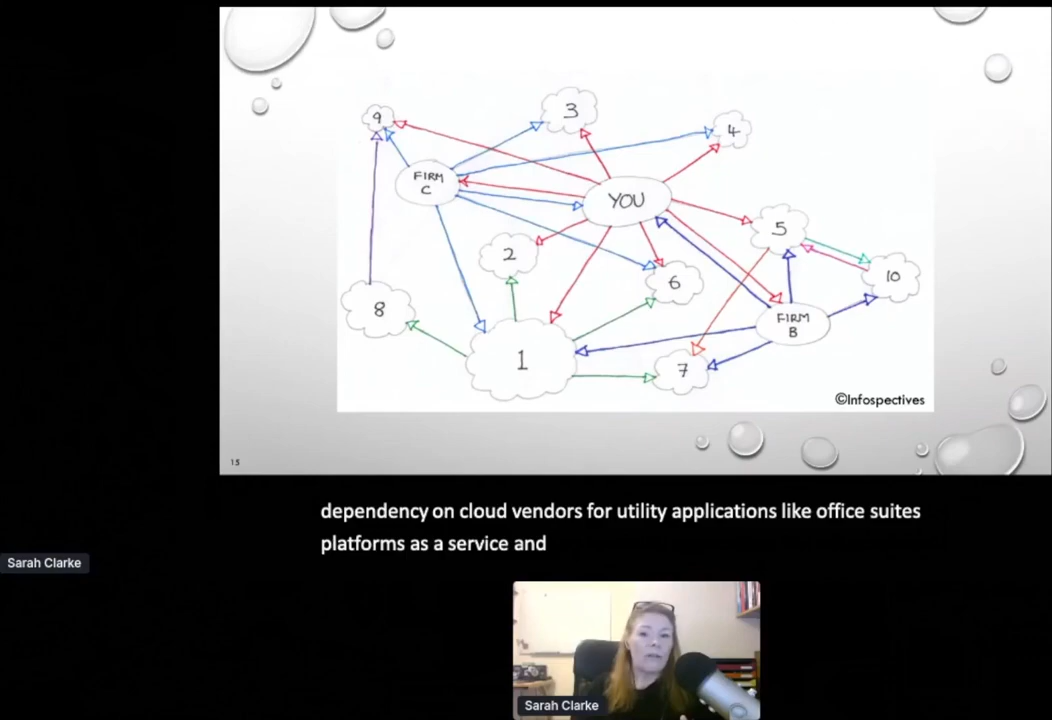 3
9
4
FIRM
C
YOU
5
2
10
6
8
FIRM
B
1
7
©Infospectives
15
dependency on cloud vendors for utility applications like office suites
platforms as a service and
Sarah Clarke
Sarah Clarke